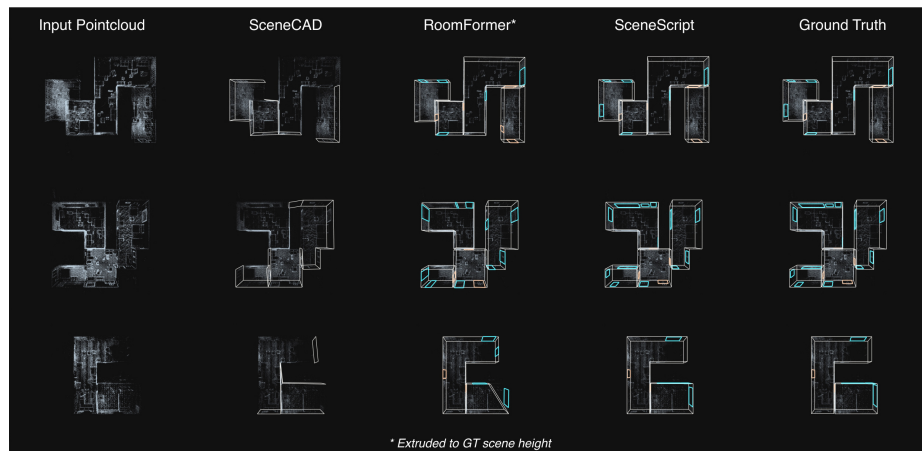 Input Pointcloud SceneCAD RoomFormer* SceneScript Ground Truth
* Extruded to GT scene height